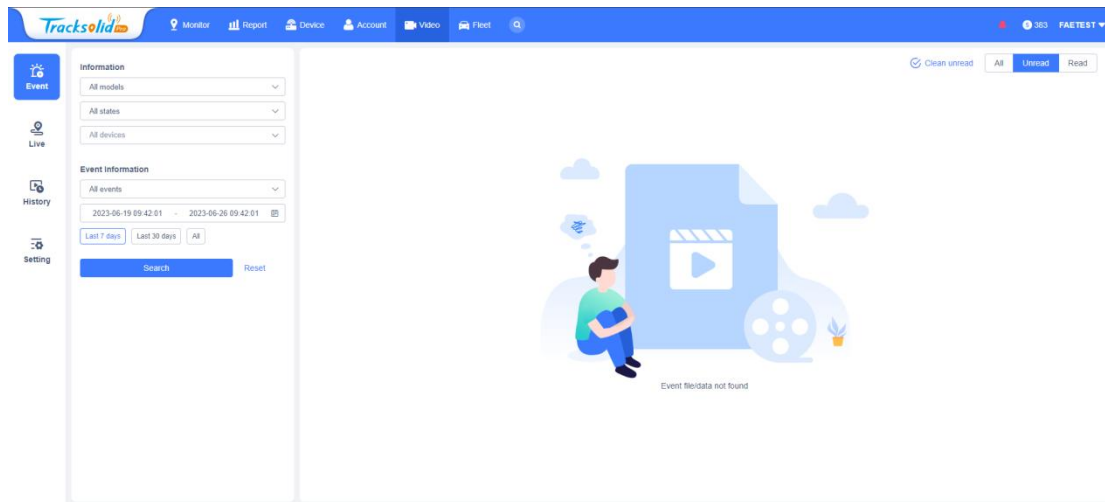 Tracksolid Pro
Monitor
Report
Device
Account
Video
Fleet
383
FAETEST
Event
Live
History
Setting
Information
All models
All states
All devices
Event Information
All events
2023-06-19 09:42:01 - 2023-06-26 09:42:01
Last 7 days
Last 30 days
All
Search
Reset
Clean unread
All
Unread
Read
Event file/data not found